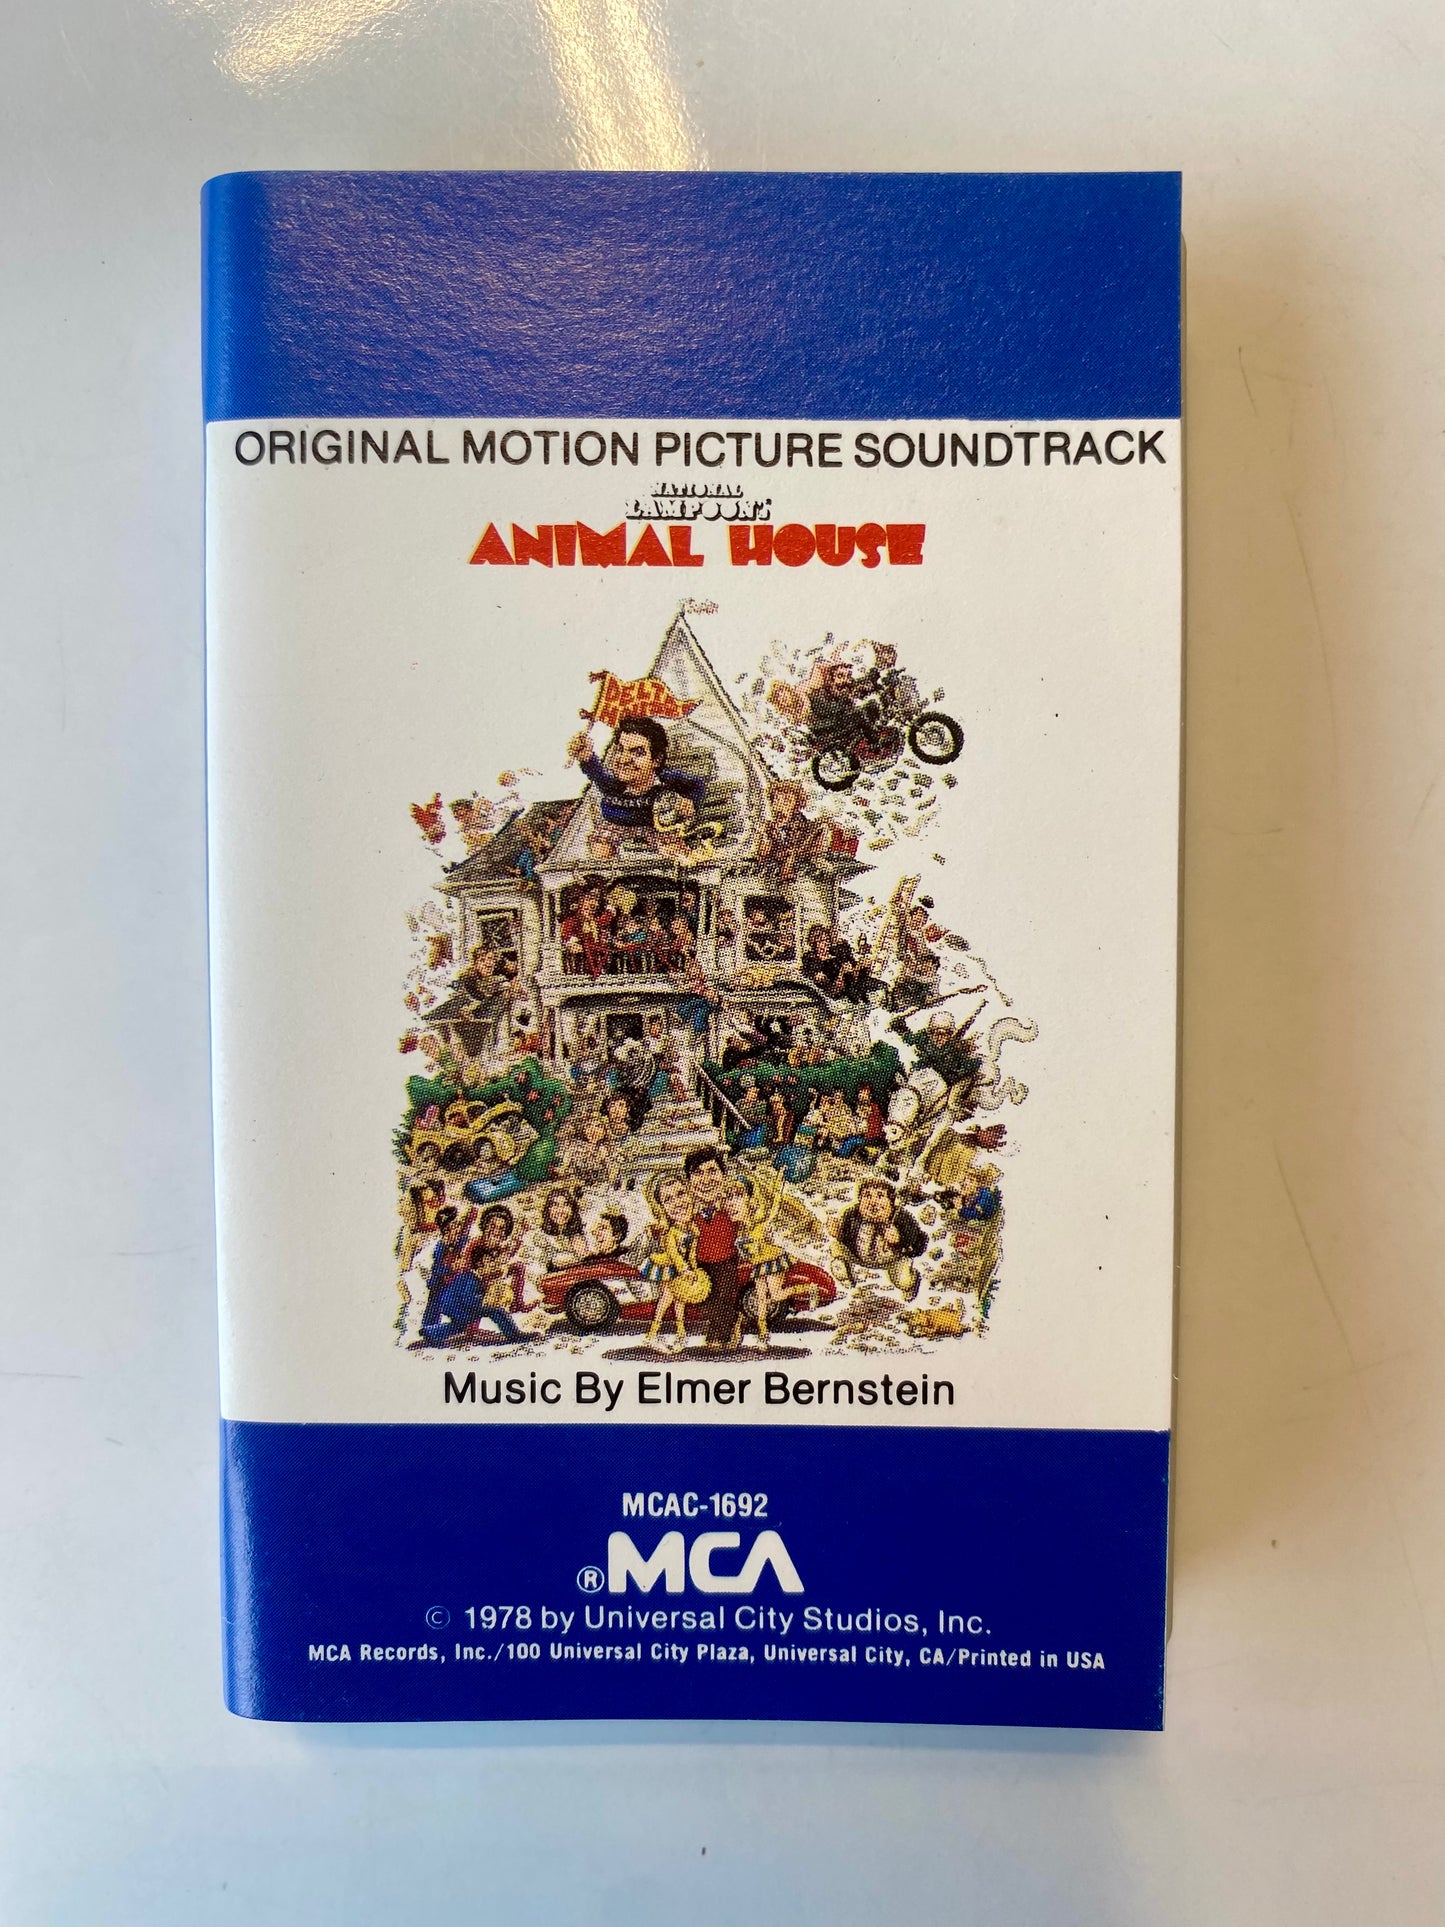 ORIGINAL MOTION PICTURE SOUNDTRACK
NATIONAL
LAMPOON'S®
ANIMAL HOUSE
DELTA
Music By Elmer Bernstein
MCAC-1692
®MCA
© 1978 by Universal City Studios, Inc.
MCA Records, Inc./100 Universal City Plaza, Universal City, CA/Printed in USA